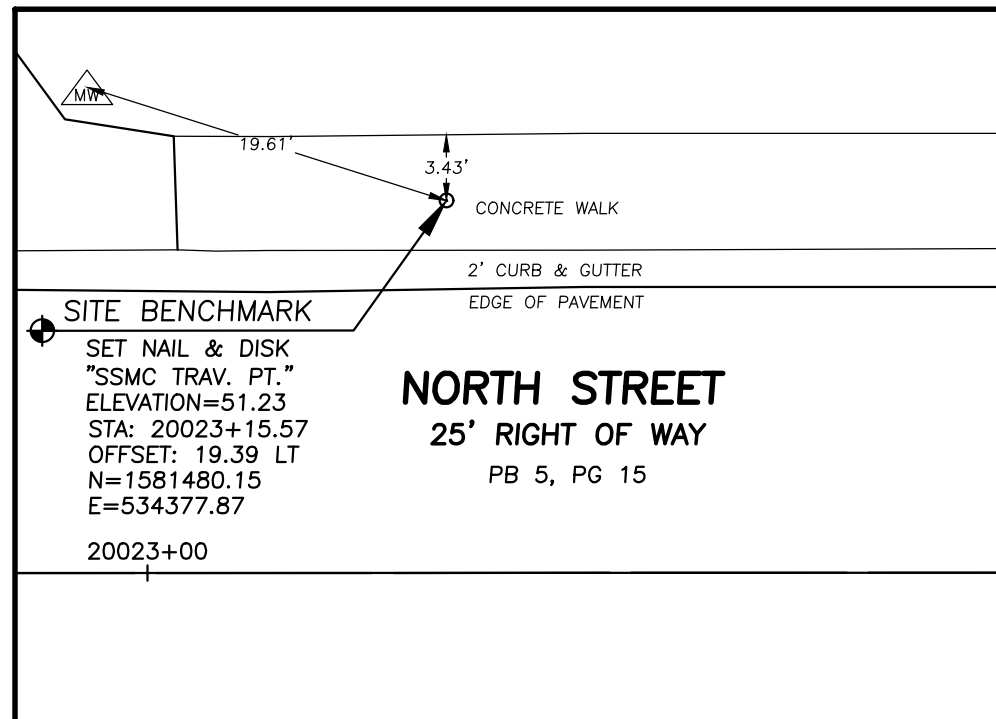 MW
19.61'
3.43'
CONCRETE WALK
2' CURB & GUTTER
EDGE OF PAVEMENT
SITE BENCHMARK
SET NAIL & DISK
"SSMC TRAV. PT."
ELEVATION=51.23
STA: 20023+15.57
OFFSET: 19.39 LT
N=1581480.15
E=534377.87
NORTH STREET
25' RIGHT OF WAY
PB 5, PG 15
20023+00